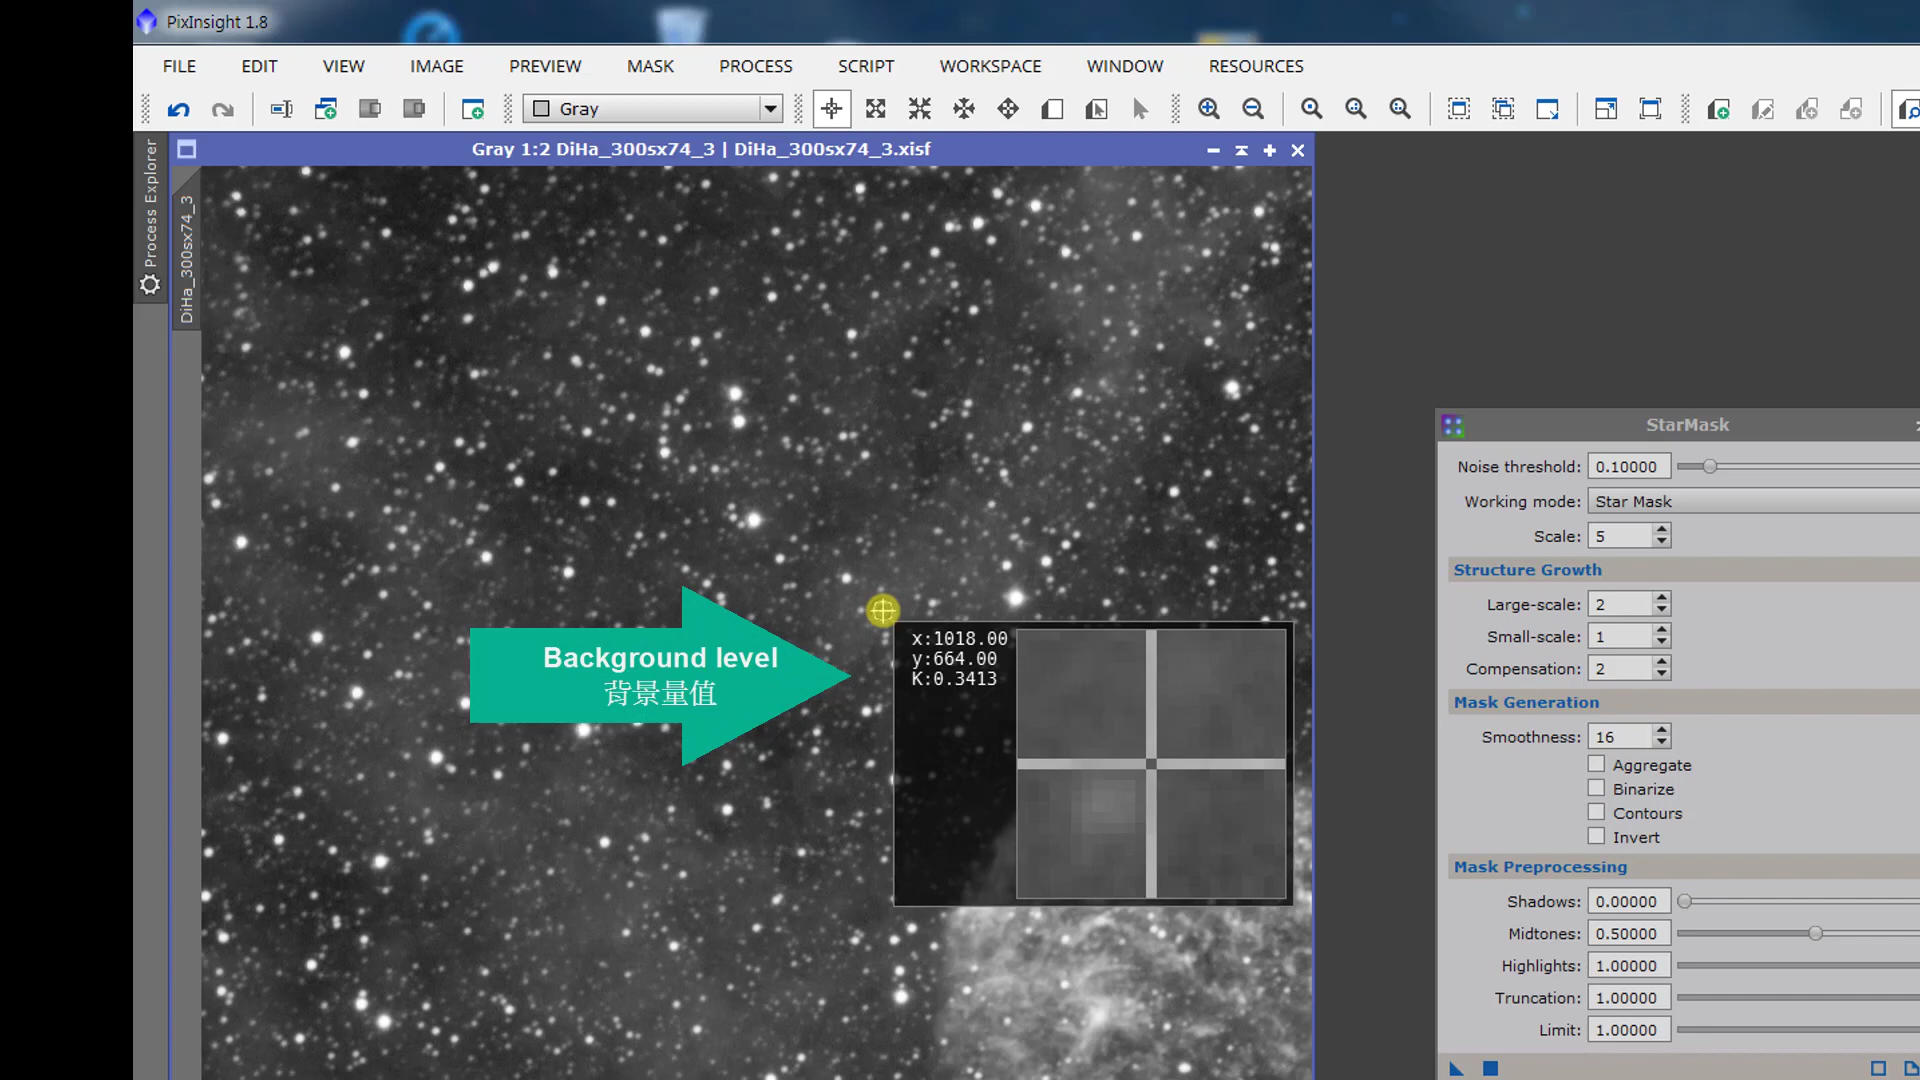 PixInsight 1.8
FILE EDIT VIEW IMAGE PREVIEW MASK PROCESS SCRIPT WORKSPACE WINDOW RESOURCES
Gray
Gray 1:2 DiHa_300sx74_3 | DiHa_300sx74_3.xisf
Process Explorer
DiHa_300sx74_3
Background level
背景量值
x:1018.00
y:664.00
K:0.3413
StarMask
Noise threshold: 0.10000
Working mode: Star Mask
Scale: 5
Structure Growth
Large-scale: 2
Small-scale: 1
Compensation: 2
Mask Generation
Smoothness: 16
Aggregate
Binarize
Contours
Invert
Mask Preprocessing
Shadows: 0.00000
Midtones: 0.50000
Highlights: 1.00000
Truncation: 1.00000
Limit: 1.00000